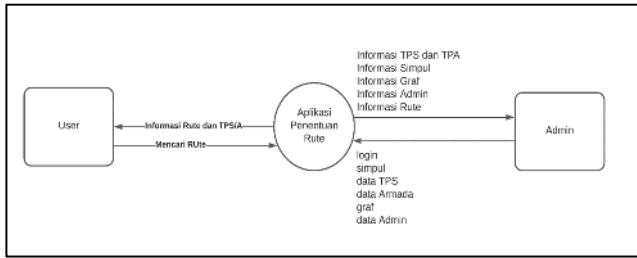 User
Informasi Rute dan TPS/A
Mencari RUte
Aplikasi
Penentuan
Rute
Informasi TPS dan TPA
Informasi Simpul
Informasi Graf
Informasi Admin
Informasi Rute
Admin
login
simpul
data TPS
data Armada
graf
data Admin